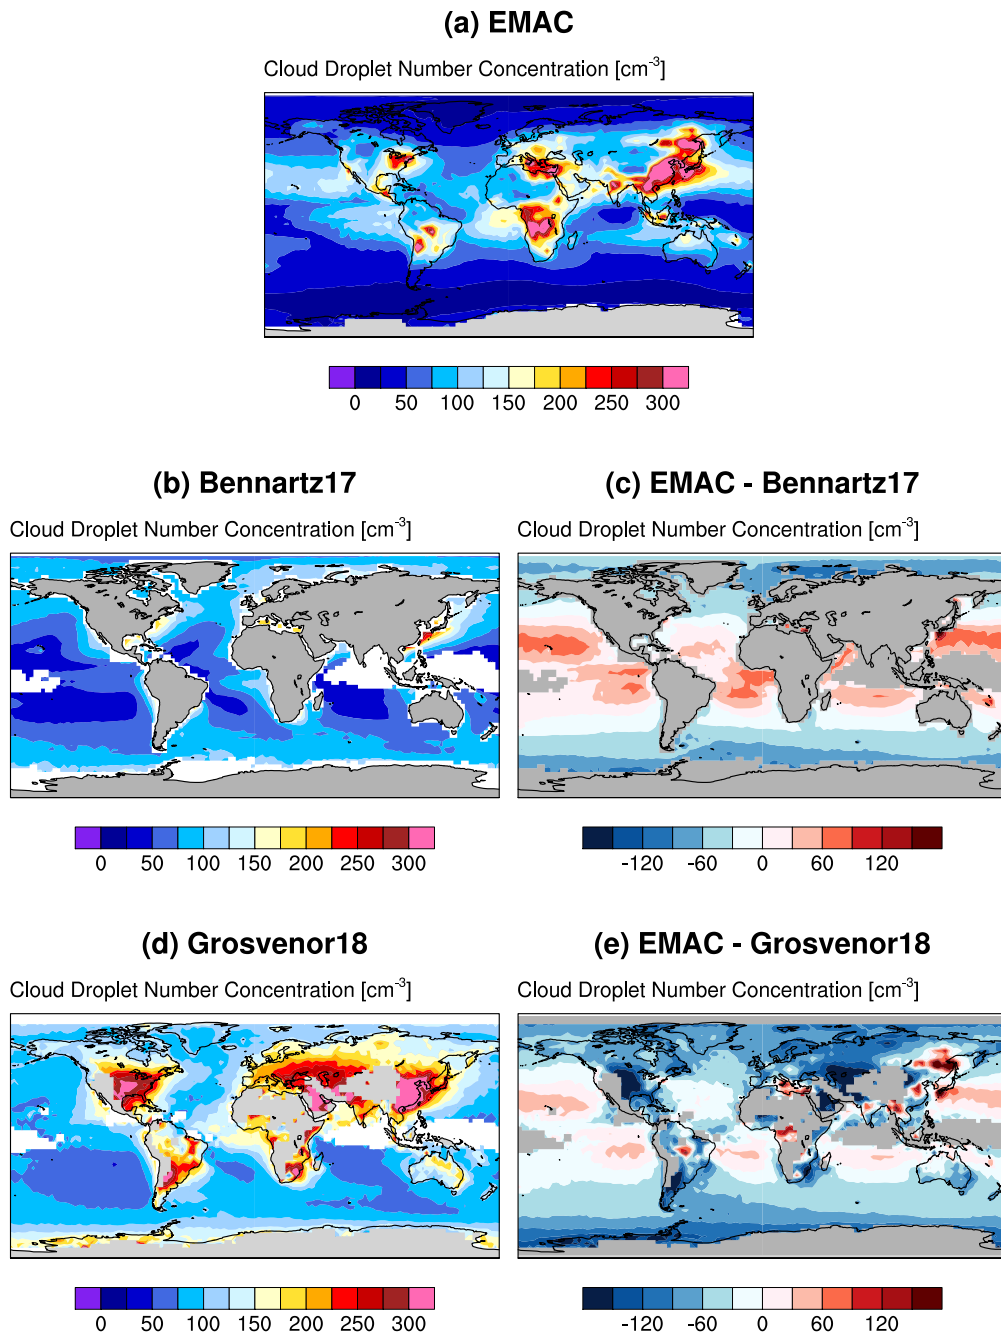 (a) EMAC
Cloud Droplet Number Concentration [cm-3]
0 50 100 150 200 250 300
(b) Bennartz17
Cloud Droplet Number Concentration [cm-3]
0 50 100 150 200 250 300
(c) EMAC - Bennartz17
Cloud Droplet Number Concentration [cm-3]
-120 -60 0 60 120
(d) Grosvenor18
Cloud Droplet Number Concentration [cm-3]
0 50 100 150 200 250 300
(e) EMAC - Grosvenor18
Cloud Droplet Number Concentration [cm-3]
-120 -60 0 60 120